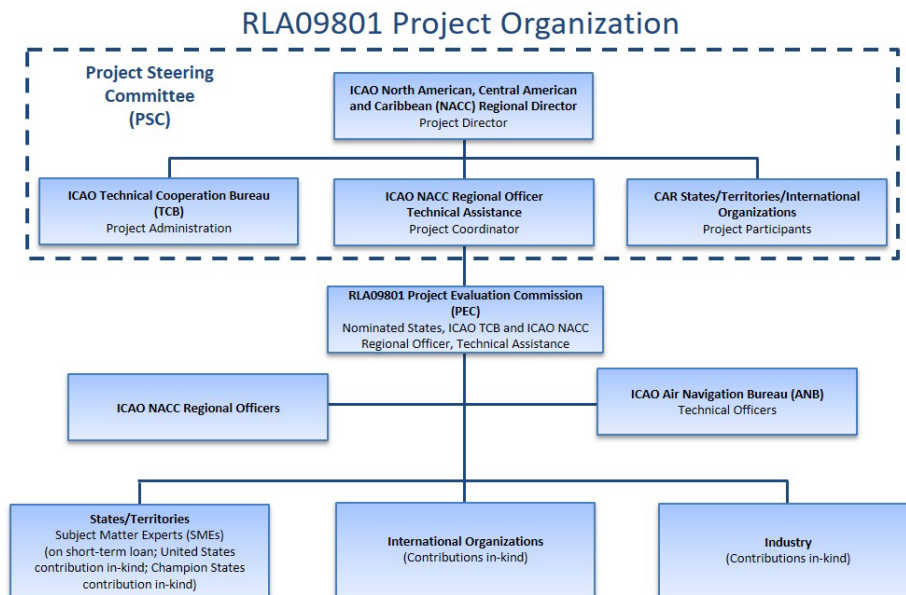 RLA09801 Project Organization
Project Steering
Committee
(PSC)
ICAO North American, Central American
and Caribbean (NACC) Regional Director
Project Director
ICAO Technical Cooperation Bureau
(TCB)
Project Administration
ICAO NACC Regional Officer
Technical Assistance
Project Coordinator
CAR States/Territories/International
Organizations
Project Participants
RLA09801 Project Evaluation Commission
(PEC)
Nominated States, ICAO TCB and ICAO NACC
Regional Officer, Technical Assistance
ICAO NACC Regional Officers
ICAO Air Navigation Bureau (ANB)
Technical Officers
States/Territories
Subject Matter Experts (SMEs)
(on short-term loan; United States
contribution in-kind; Champion States
contribution in-kind)
International Organizations
(Contributions in-kind)
Industry
(Contributions in-kind)